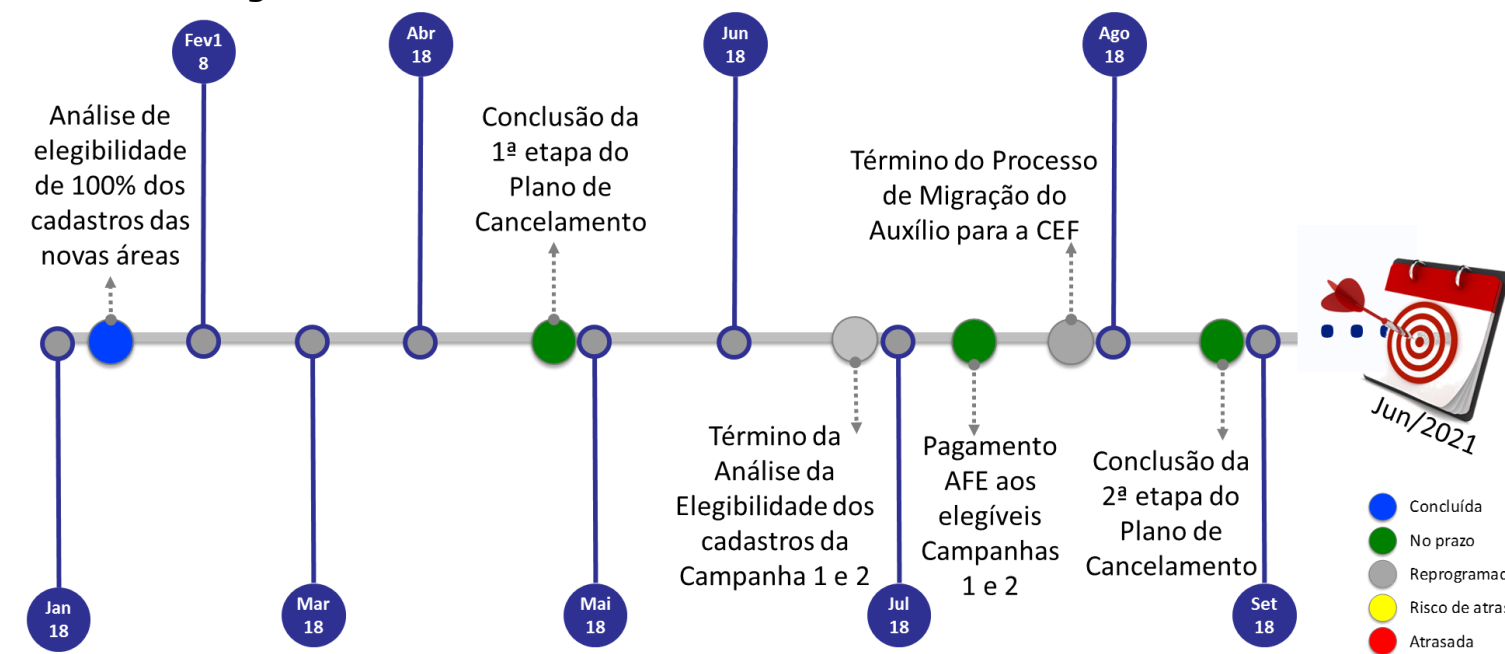 Fev1
8
Abr
18
Jun
18
Ago
18
Análise de
elegibilidade
de 100% dos
cadastros das
novas áreas
Conclusão da
1ª etapa do
Plano de
Cancelamento
Término do Processo
de Migração do
Auxílio para a CEF
Término da
Análise da
Elegibilidade dos
cadastros da
Campanha 1 e 2
Pagamento
AFE aos
elegíveis
Campanhas
1 e 2
Conclusão da
2ª etapa do
Plano de
Cancelamento
Jun/2021
Jan
18
Mar
18
Mai
18
Jul
18
Set
18
Concluída
No prazo
Reprogramad
Risco de atras
Atrasada